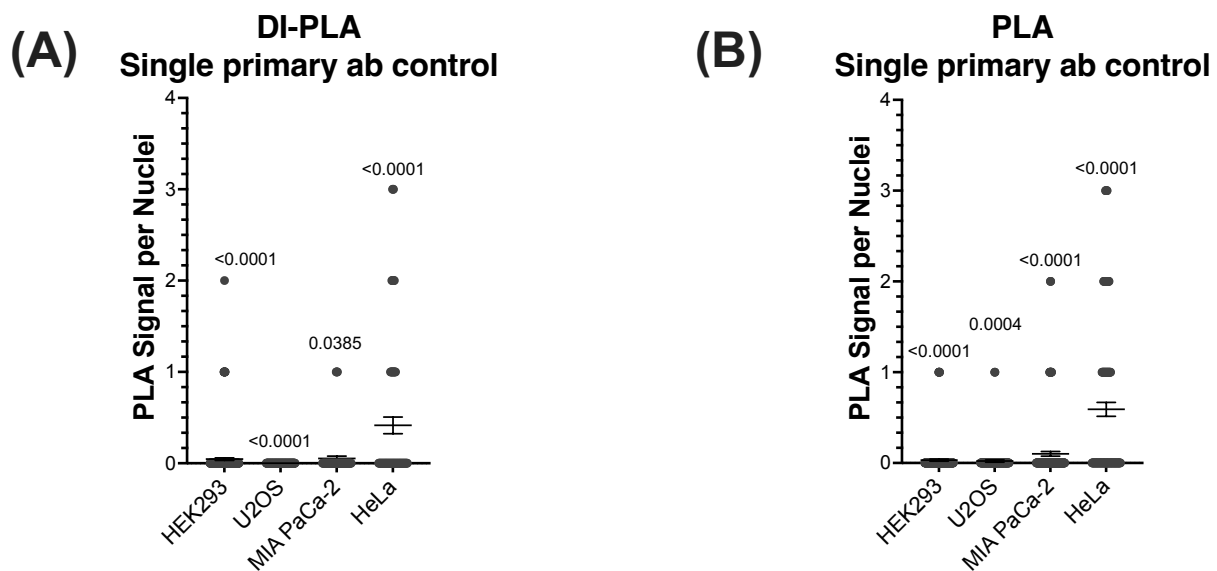 (A)
DI-PLA
Single primary ab control
PLA Signal per Nuclei
4
3
2
1
0
<0.0001
<0.0001
0.0385
<0.0001
HEK293
U2OS
MIA PaCa-2
HeLa
(B)
PLA
Single primary ab control
PLA Signal per Nuclei
4
3
2
1
0
<0.0001
0.0004
<0.0001
<0.0001
HEK293
U2OS
MIA PaCa-2
HeLa